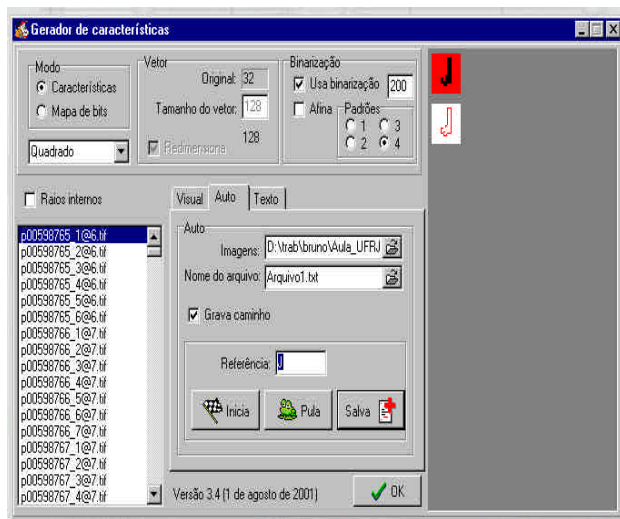 Gerador de características
Modo
Características
Mapa de bits
Quadrado
Vetor
Original: 32
Tamanho do vetor: 128
128
Redimensiona
Binarização
Usa binarização 200
Afina
Padrões
1 3
2 4
Raios internos
p00598765_1@6.tif
p00598765_2@6.tif
p00598765_3@6.tif
p00598765_4@6.tif
p00598765_5@6.tif
p00598765_6@6.tif
p00598766_1@7.tif
p00598766_2@7.tif
p00598766_3@7.tif
p00598766_4@7.tif
p00598766_5@7.tif
p00598766_6@7.tif
p00598766_7@7.tif
p00598767_1@7.tif
p00598767_2@7.tif
p00598767_3@7.tif
p00598767_4@7.tif
Visual Auto Texto
Auto
Imagens: D:\trab\bruno\Aula_UFRJ
Nome do arquivo: Arquivo1.txt
Grava caminho
Referência: J
Inicia Pula Salva
Versão 3.4 (1 de agosto de 2001) OK
J
J